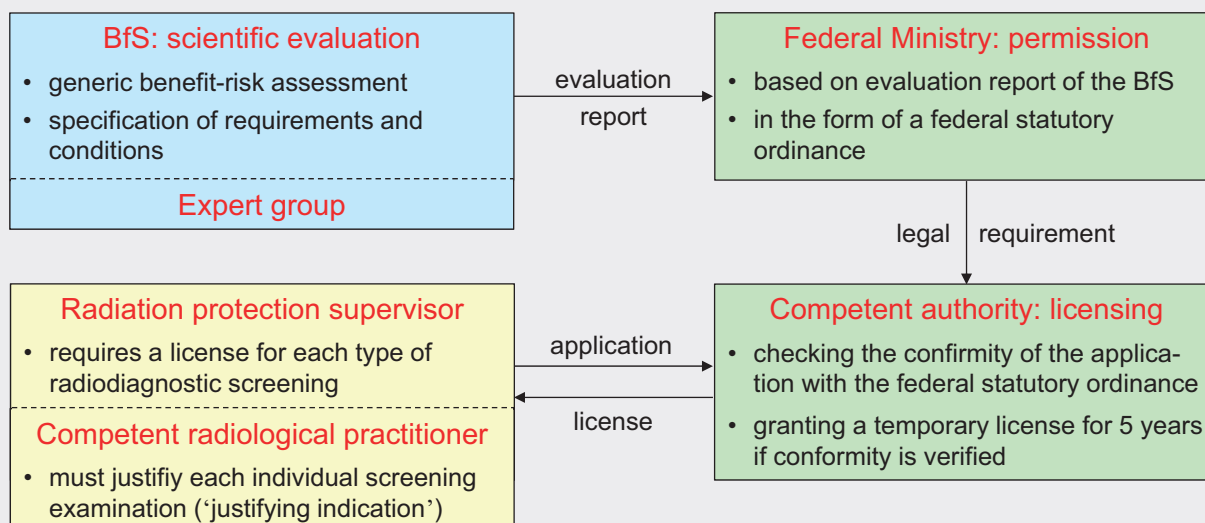 BfS: scientific evaluation
• generic benefit-risk assessment
• specification of requirements and
conditions
Expert group
evaluation
report
Federal Ministry: permission
• based on evaluation report of the BfS
• in the form of a federal statutory
ordinance
legal requirement
Radiation protection supervisor
• requires a license for each type of
radiodiagnostic screening
Competent radiological practitioner
• must justifiy each individual screening
examination (‘justifying indication’)
application
license
Competent authority: licensing
• checking the confirmity of the applica-
tion with the federal statutory ordinance
• granting a temporary license for 5 years
if conformity is verified